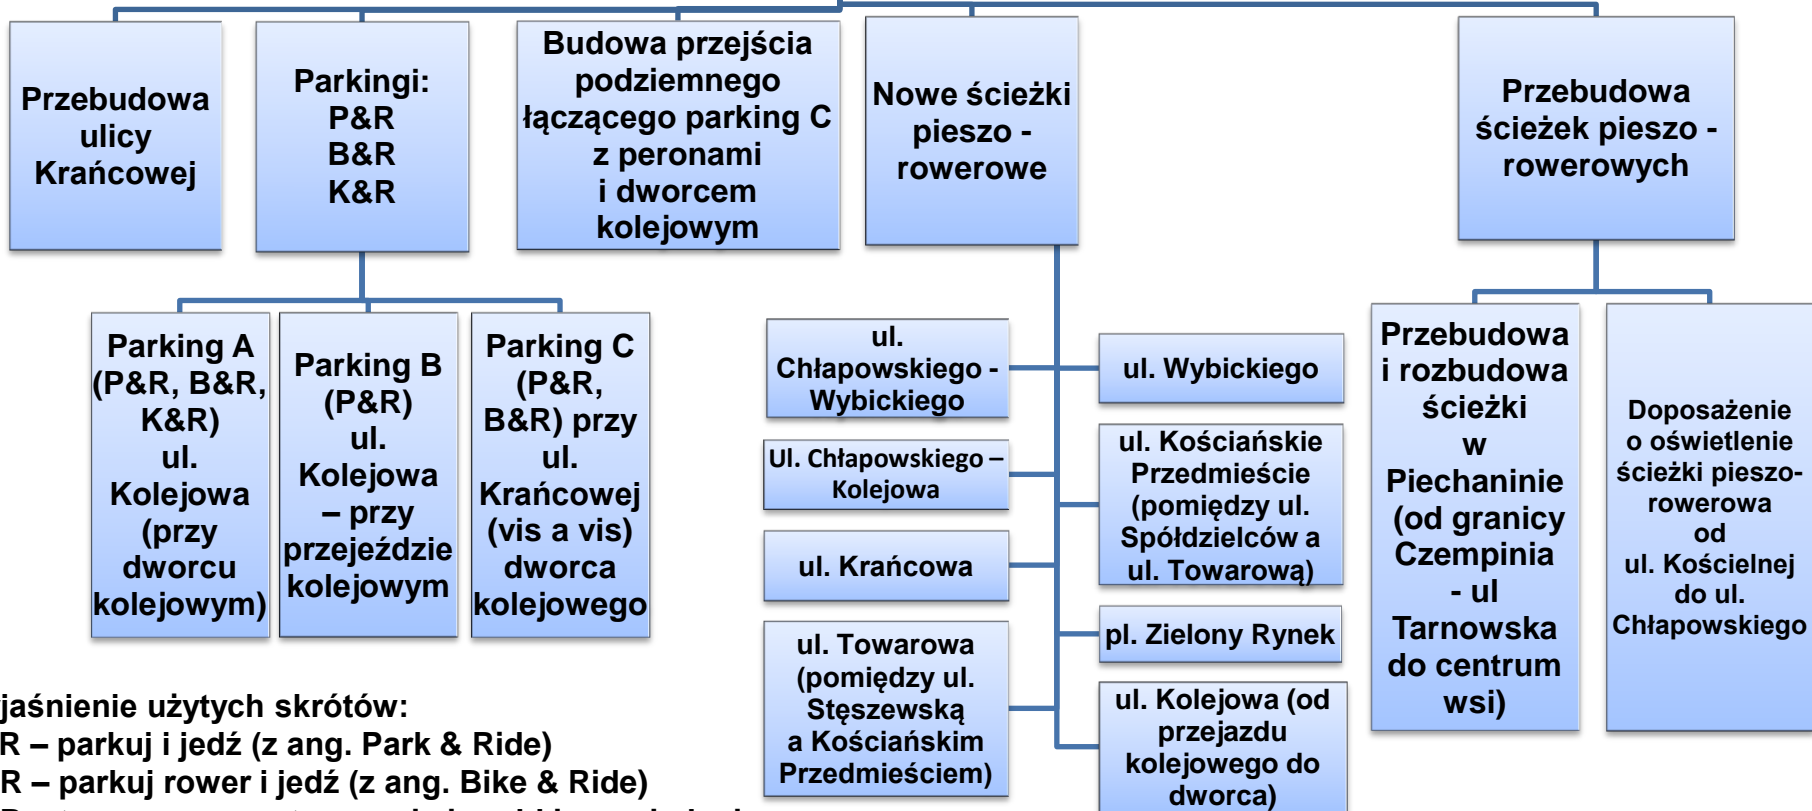 Przebudowa
ulicy
Krańcowej
Parkingi:
P&R
B&R
K&R
Budowa przejścia
podziemnego
łączącego parking C
z peronami
i dworcem
kolejowym
Nowe ścieżki
pieszo -
rowerowe
Przebudowa
ścieżek pieszo -
rowerowych
Parking A
(P&R, B&R,
K&R)
ul.
Kolejowa
(przy
dworcu
kolejowym)
Parking B
(P&R)
ul.
Kolejowa
– przy
przejeździe
kolejowym
Parking C
(P&R,
B&R) przy
ul.
Krańcowej
(vis a vis)
dworca
kolejowego
ul.
Chłapowskiego -
Wybickiego
ul. Wybickiego
Ul. Chłapowskiego –
Kolejowa
ul. Kościańskie
Przedmieście
(pomiędzy ul.
Spółdzielców a
ul. Towarową)
ul. Krańcowa
pl. Zielony Rynek
ul. Towarowa
(pomiędzy ul.
Stęszewską
a Kościańskim
Przedmieściem)
ul. Kolejowa (od
przejazdu
kolejowego do
dworca)
Przebudowa
i rozbudowa
ścieżki
w
Piechaninie
(od granicy
Czempinia
- ul
Tarnowska
do centrum
wsi)
Doposażenie
o oświetlenie
ścieżki pieszo-
rowerowa
od
ul. Kościelnej
do ul.
Chłapowskiego
jaśnienie użytych skrótów:
R – parkuj i jedź (z ang. Park & Ride)
R – parkuj rower i jedź (z ang. Bike & Ride)